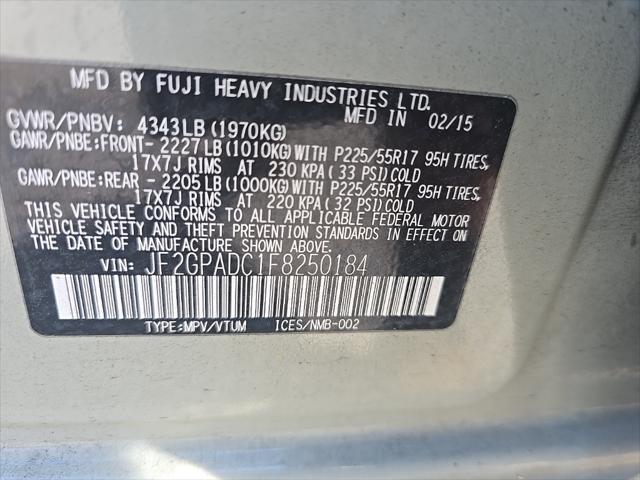 MFD BY FUJI HEAVY INDUSTRIES LTD.
MFD IN 02/15
GVWR/PNBV: 4343LB (1970KG)
GAWR/PNBE:FRONT- 2227LB (1010KG) WITH P225/55R17 95H TIRES,
17X7J RIMS AT 230 KPA ( 33 PSI) COLD
GAWR/PNBE:REAR - 2205LB (1000KG) WITH P225/55R17 95H TIRES,
17X7J RIMS AT 220 KPA ( 32 PSI) COLD
THIS VEHICLE CONFORMS TO ALL APPLICABLE FEDERAL MOTOR
VEHICLE SAFETY AND THEFT PREVENTION STANDARDS IN EFFECT
ON THE DATE OF MANUFACTURE SHOWN ABOVE.
VIN: JF2GPADC1F8250184
TYPE:MPV/VTUM ICES/NMB-002